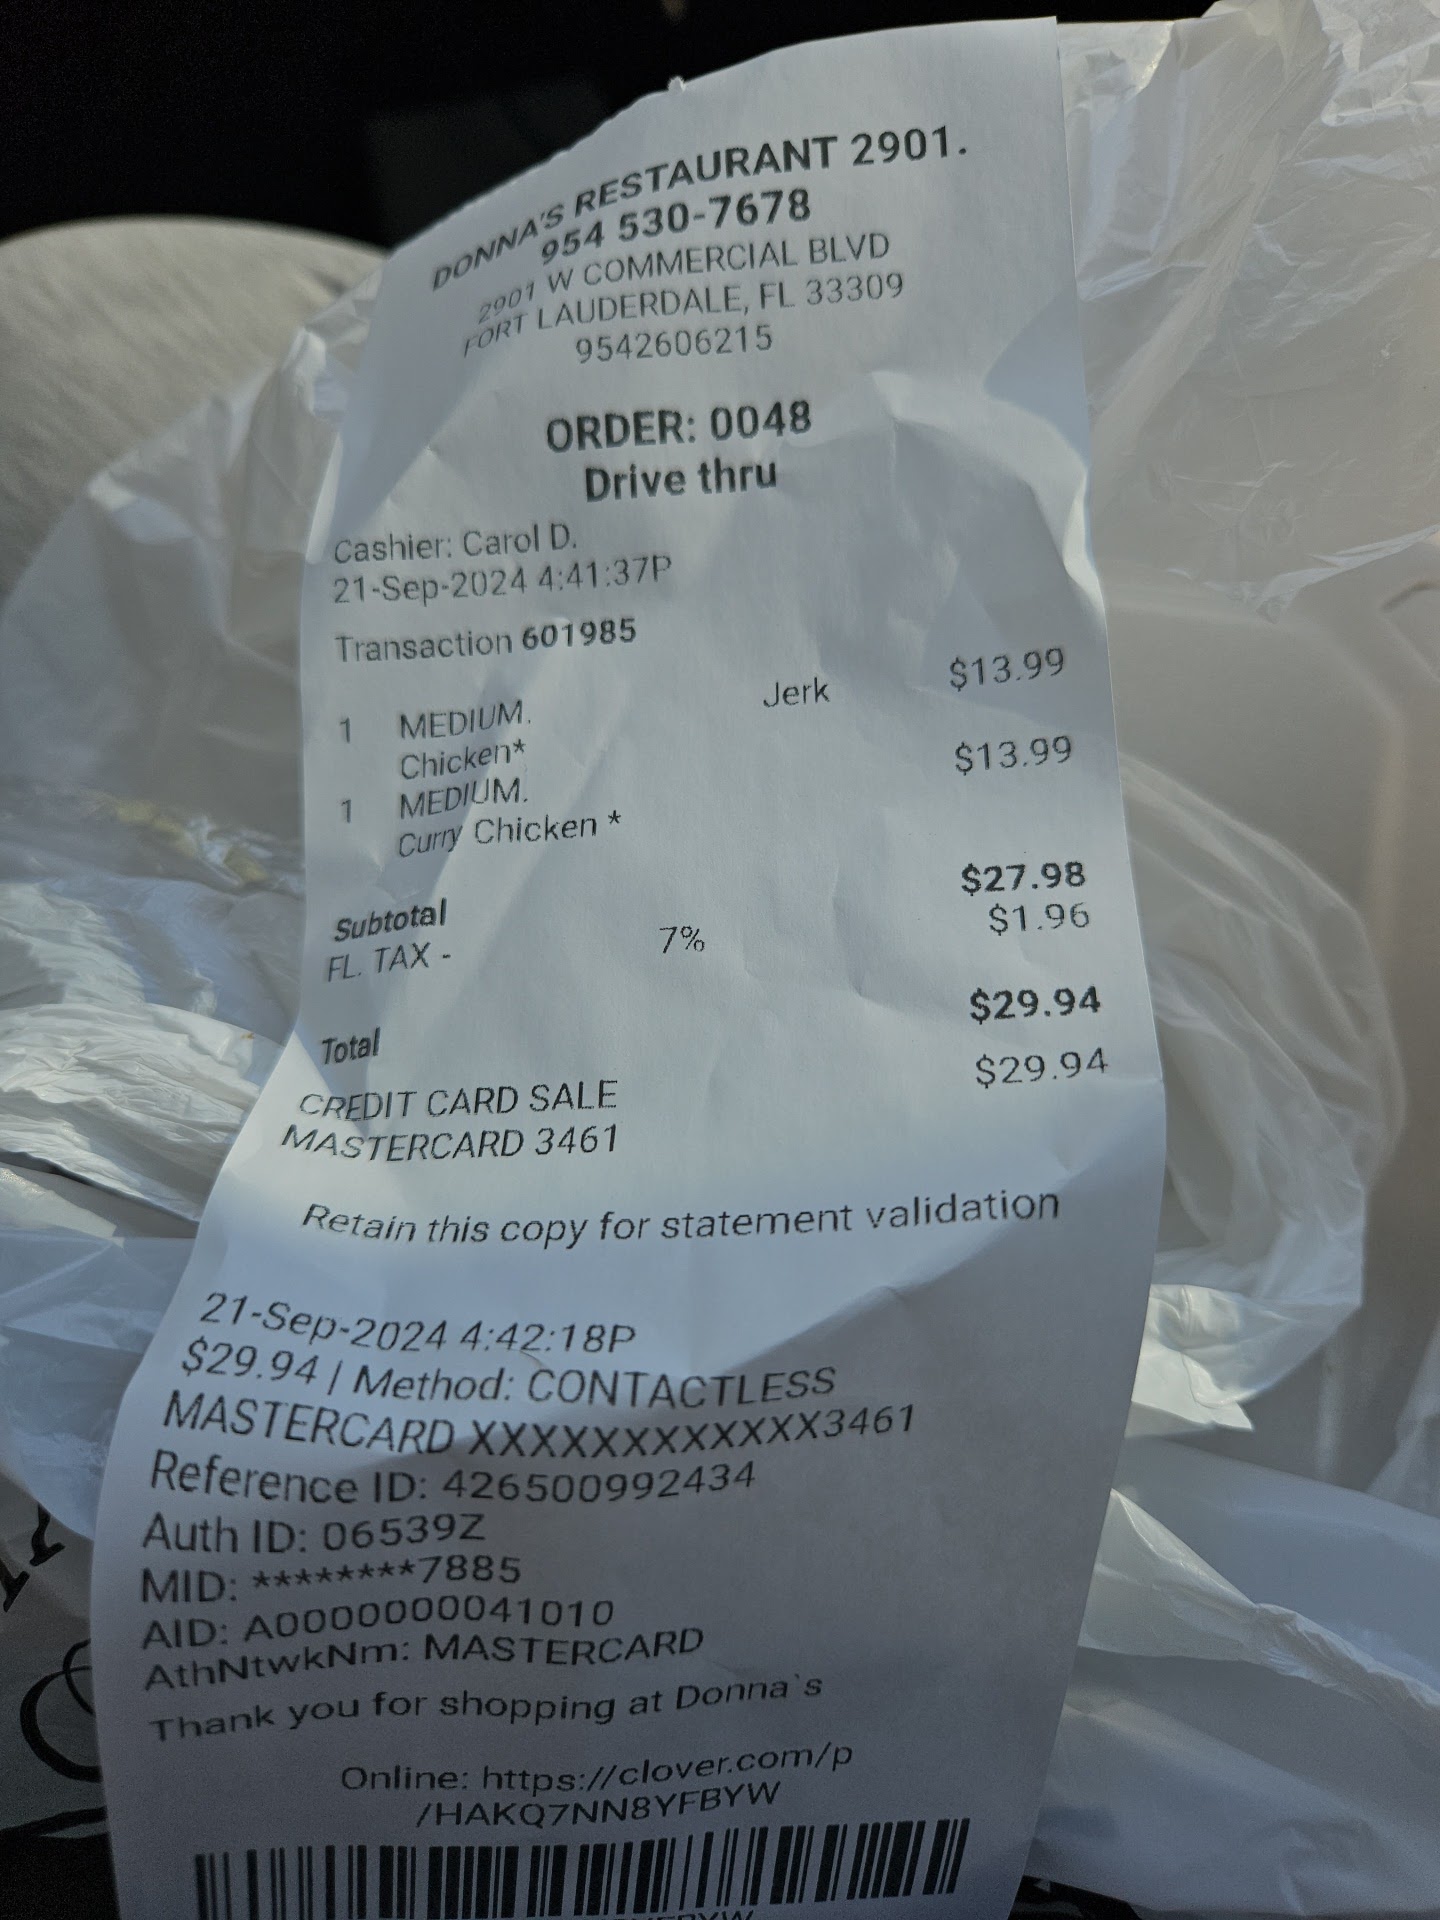 DONNA'S RESTAURANT 2901.
954 530-7678
2901 W COMMERCIAL BLVD
FORT LAUDERDALE, FL 33309
9542606215
ORDER: 0048
Drive thru
Cashier: Carol D.
21-Sep-2024 4:41:37P
Transaction 601985
1 MEDIUM. Jerk $13.99
Chicken*
1 MEDIUM. $13.99
Curry Chicken *
Subtotal $27.98
FL. TAX - 7% $1.96
Total $29.94
CREDIT CARD SALE $29.94
MASTERCARD 3461
Retain this copy for statement validation
21-Sep-2024 4:42:18P
$29.94 | Method: CONTACTLESS
MASTERCARD XXXXXXXXXXXX3461
Reference ID: 426500992434
Auth ID: 06539Z
MID: ********7885
AID: A0000000041010
AthNtwkNm: MASTERCARD
Thank you for shopping at Donna`s
Online: https://clover.com/p
/HAKQ7NN8YFBYW